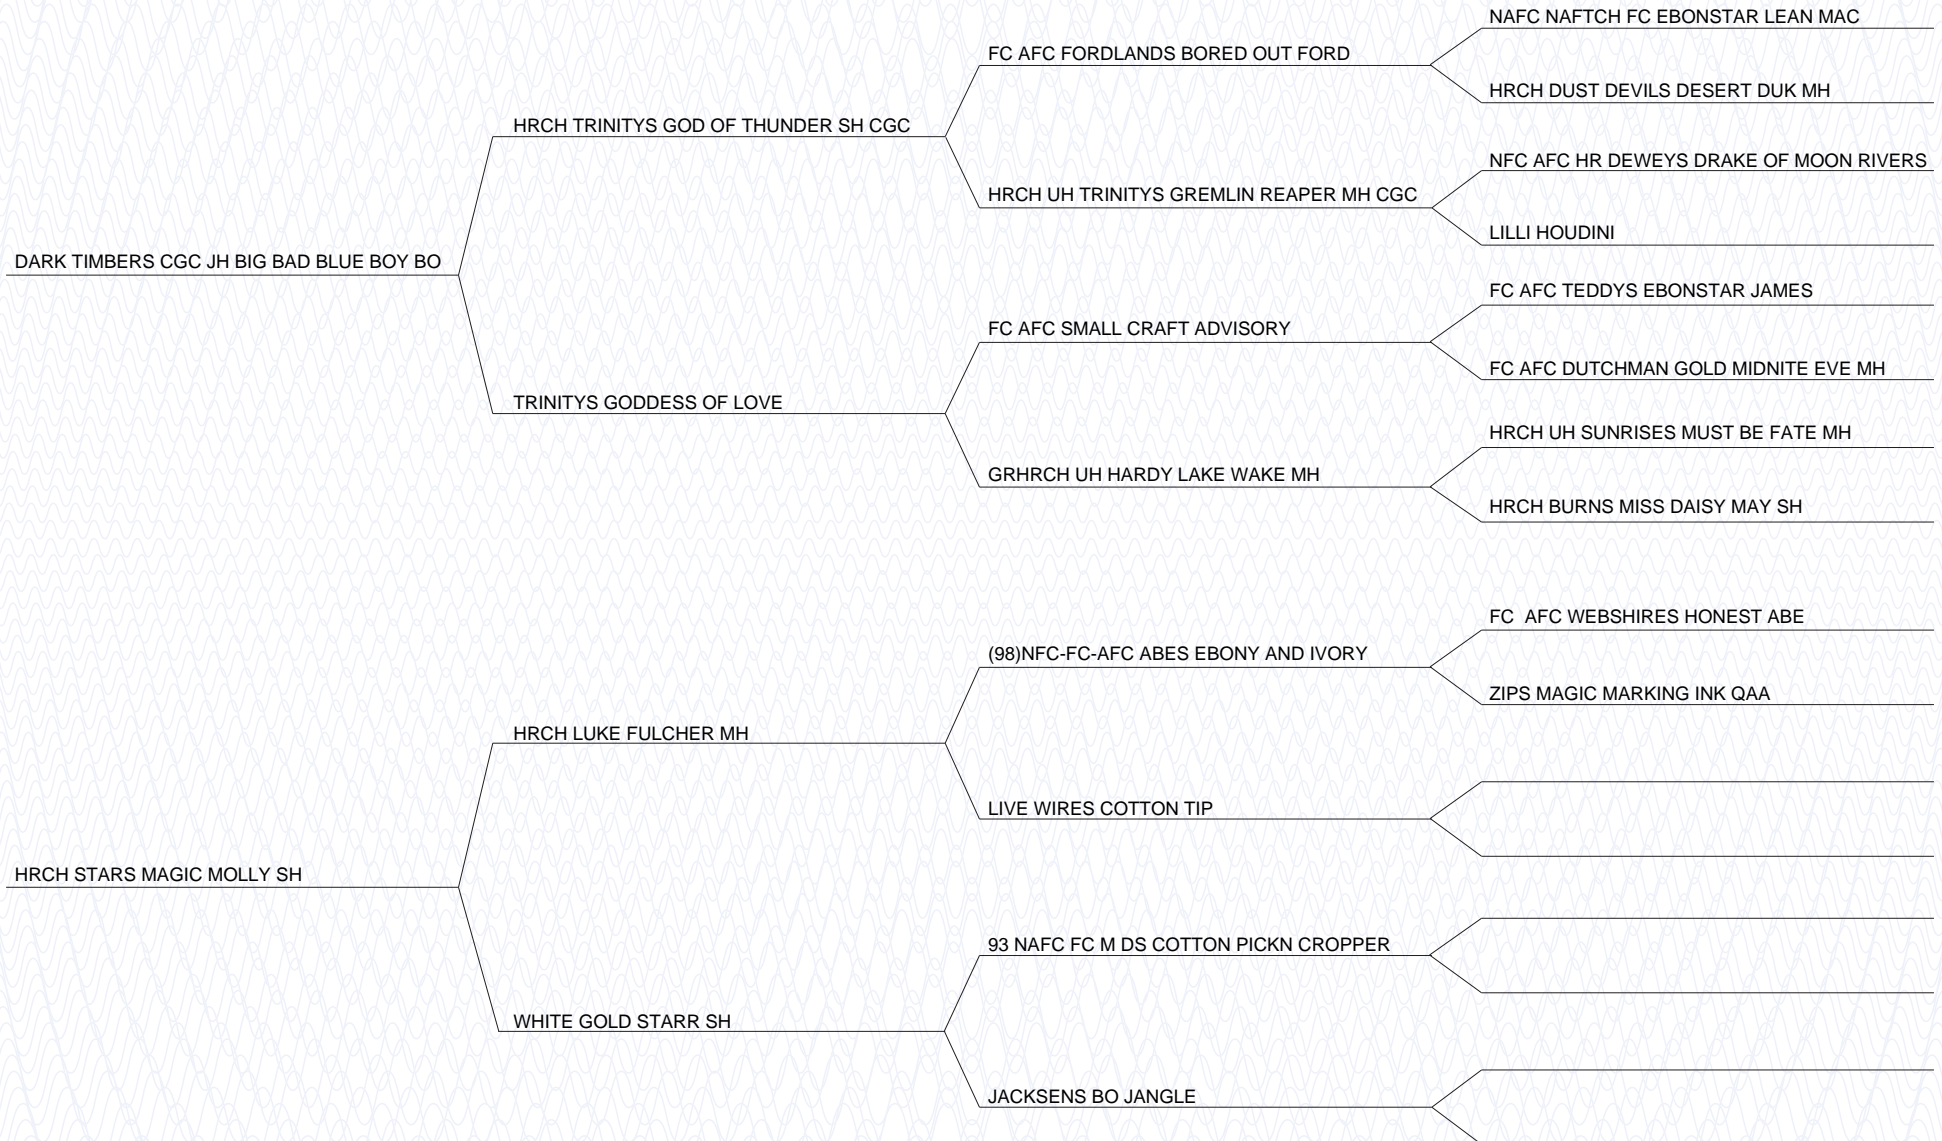 NAFC NAFTCH FC EBONSTAR LEAN MAC
FC AFC FORDLANDS BORED OUT FORD
HRCH DUST DEVILS DESERT DUK MH
HRCH TRINITYS GOD OF THUNDER SH CGC
NFC AFC HR DEWEYS DRAKE OF MOON RIVERS
HRCH UH TRINITYS GREMLIN REAPER MH CGC
LILLI HOUDINI
DARK TIMBERS CGC JH BIG BAD BLUE BOY BO
FC AFC TEDDYS EBONSTAR JAMES
FC AFC SMALL CRAFT ADVISORY
FC AFC DUTCHMAN GOLD MIDNITE EVE MH
TRINITYS GODDESS OF LOVE
HRCH UH SUNRISES MUST BE FATE MH
GRHRCH UH HARDY LAKE WAKE MH
HRCH BURNS MISS DAISY MAY SH
FC  AFC WEBSHIRES HONEST ABE
(98)NFC-FC-AFC ABES EBONY AND IVORY
ZIPS MAGIC MARKING INK QAA
HRCH LUKE FULCHER MH
LIVE WIRES COTTON TIP
HRCH STARS MAGIC MOLLY SH
93 NAFC FC M DS COTTON PICKN CROPPER
WHITE GOLD STARR SH
JACKSENS BO JANGLE